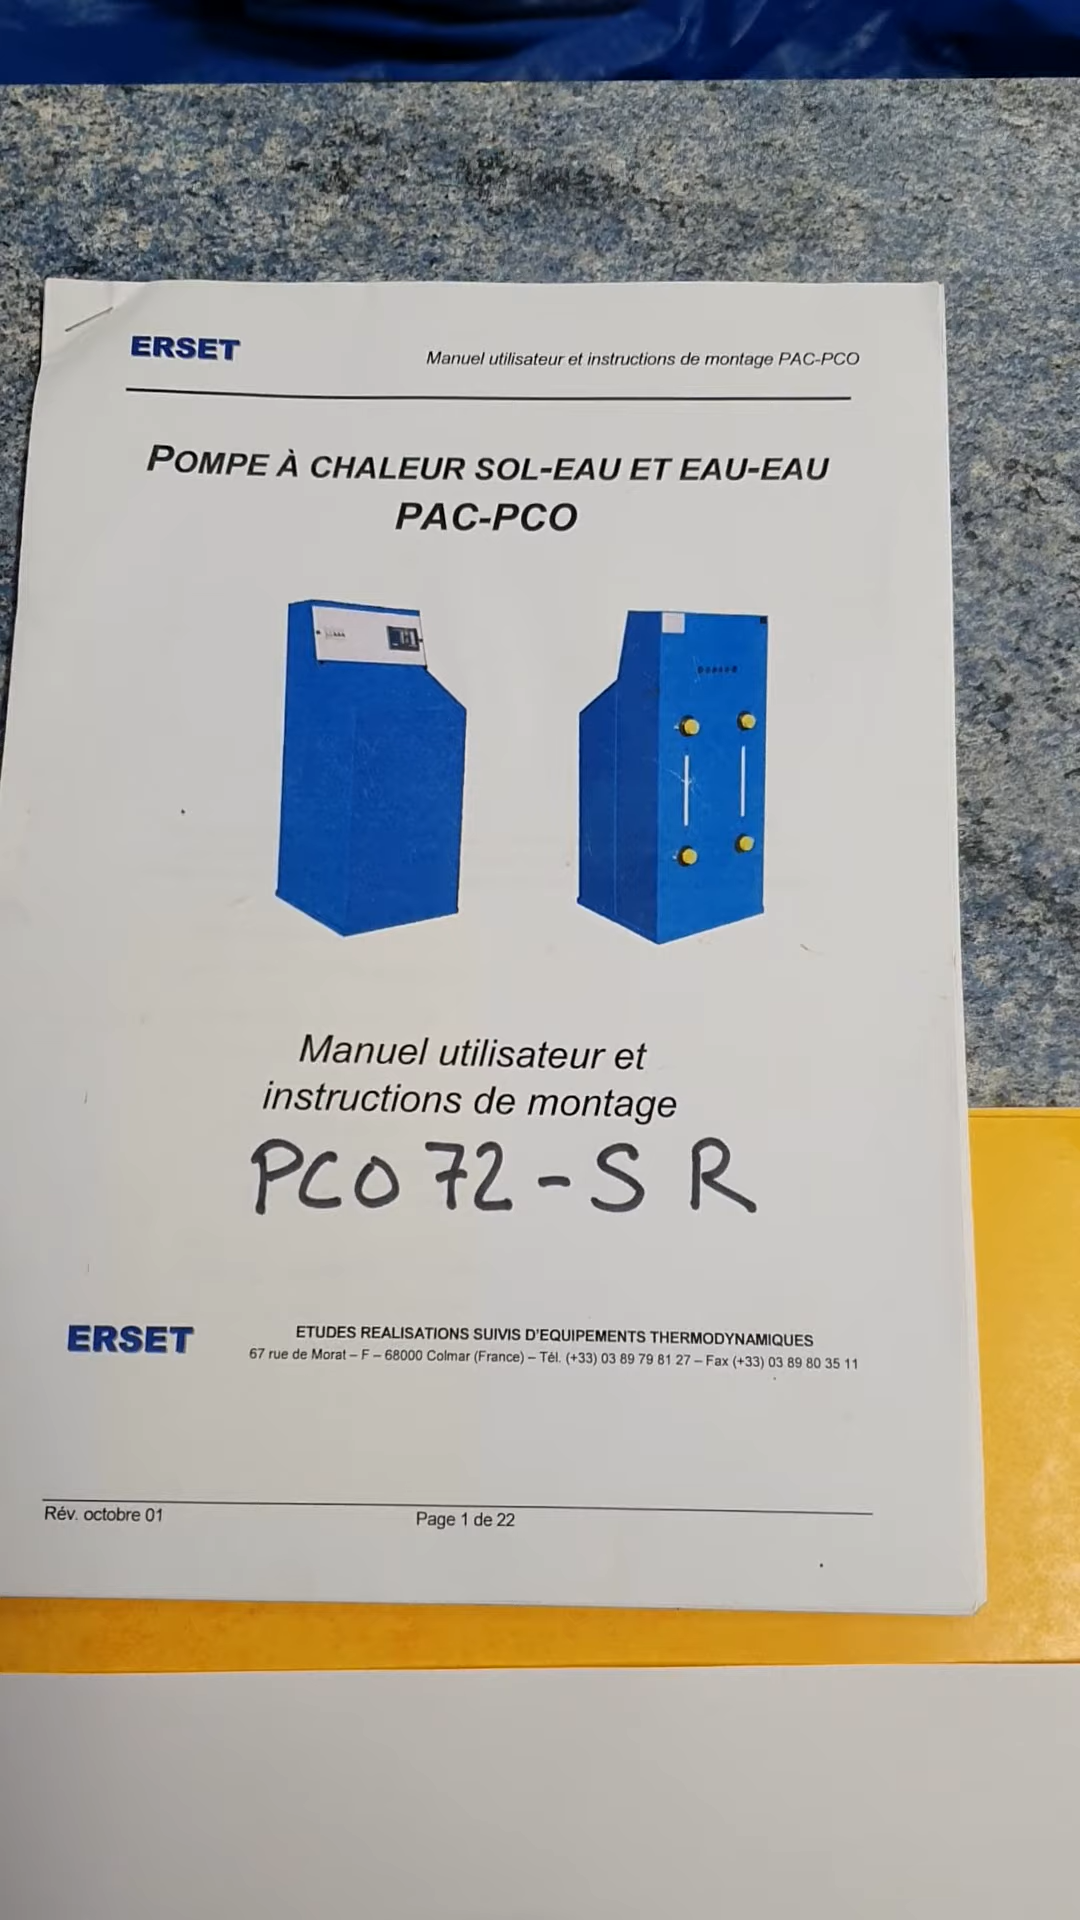 ERSET
Manuel utilisateur et instructions de montage PAC-PCO
POMPE À CHALEUR SOL-EAU ET EAU-EAU
PAC-PCO
Manuel utilisateur et
instructions de montage
PCO 72-S R
ERSET
ETUDES REALISATIONS SUIVIS D'EQUIPEMENTS THERMODYNAMIQUES
67 rue de Morat – F – 68000 Colmar (France) – Tél. (+33) 03 89 79 81 27 – Fax (+33) 03 89 80 35 11
Rév. octobre 01
Page 1 de 22